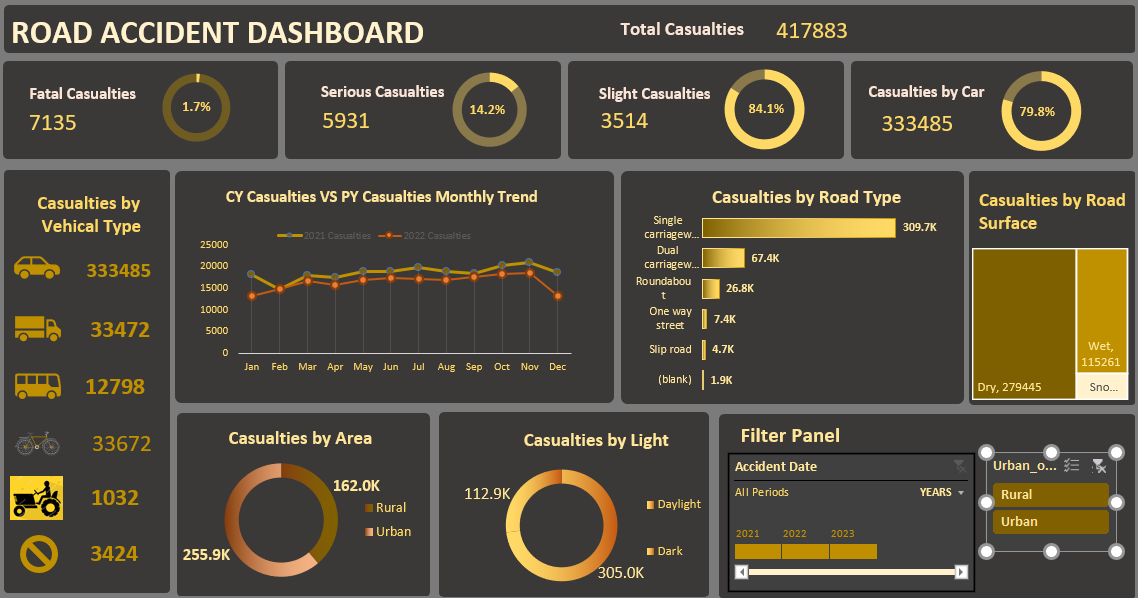 ROAD ACCIDENT DASHBOARD
Total Casualties
417883
Fatal Casualties
7135
1.7%
Serious Casualties
5931
14.2%
Slight Casualties
3514
84.1%
Casualties by Car
333485
79.8%
Casualties by
Vehical Type
333485
33472
12798
33672
1032
3424
CY Casualties VS PY Casualties Monthly Trend
2021 Casualties
2022 Casualties
25000
20000
15000
10000
5000
0
Jan Feb Mar Apr May Jun Jul Aug Sep Oct Nov Dec
Casualties by Road Type
Single
carriagew...
309.7K
Dual
carriagew...
67.4K
Roundabou
t
26.8K
One way
street
7.4K
Slip road
4.7K
(blank)
1.9K
Casualties by Road
Surface
Dry, 279445
Wet,
115261
Sno...
Casualties by Area
162.0K
Rural
Urban
255.9K
Casualties by Light
112.9K
Daylight
Dark
305.0K
Filter Panel
Accident Date
All Periods
YEARS
2021 2022 2023
Urban_o...
Rural
Urban